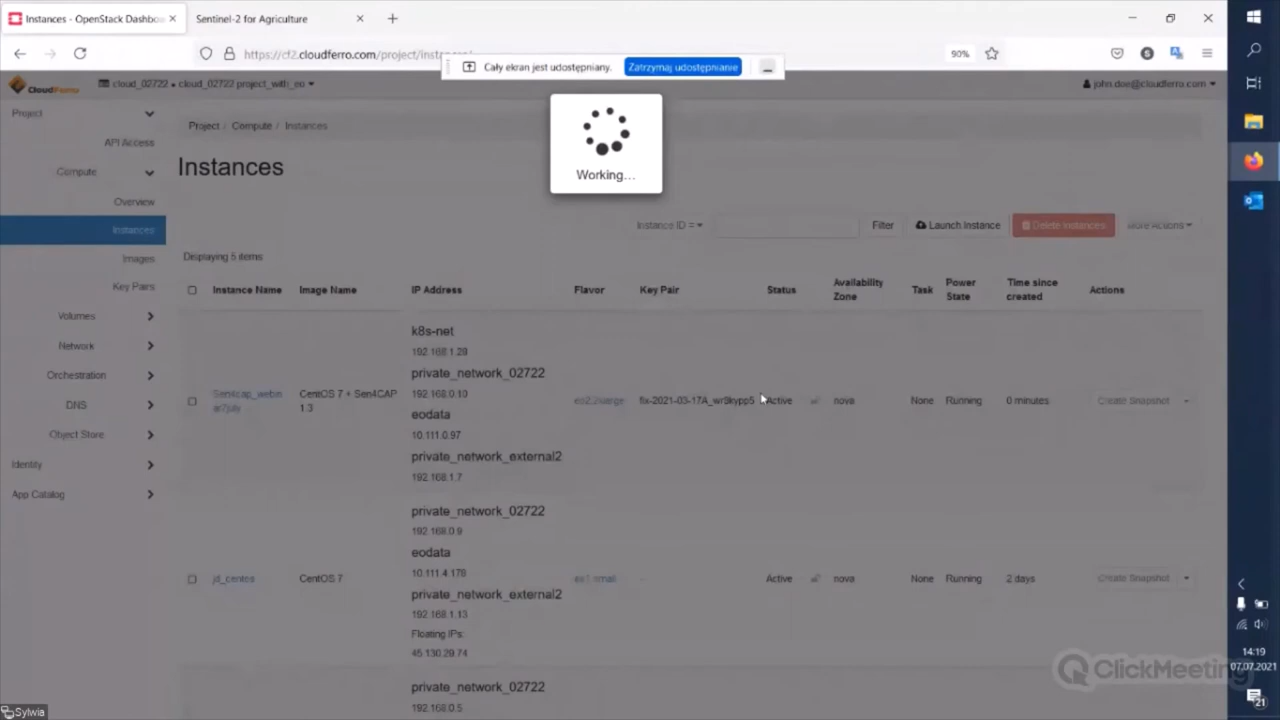 Instances - OpenStack Dashboa
Sentinel-2 for Agriculture
https://cf2.cloudferro.com/project/instances/
90%
Cały ekran jest udostępniany.
Zatrzymaj udostępnianie
CloudFerro
cloud_02722 • cloud_02722 project_with_eo
john.doe@cloudferro.com
Project
API Access
Compute
Overview
Instances
Images
Key Pairs
Volumes
Network
Orchestration
DNS
Object Store
Identity
App Catalog
Project / Compute / Instances
Instances
Working...
Instance ID =
Filter
Launch Instance
Delete Instances
More Actions
Displaying 5 items
Instance Name
Image Name
IP Address
Flavor
Key Pair
Status
Availability Zone
Task
Power State
Time since created
Actions
Sen4cap_webinar7july
CentOS 7 + Sen4CAP 1.3
k8s-net
192.168.1.29
private_network_02722
192.168.0.10
eodata
10.111.0.97
private_network_external2
192.168.1.7
eo2.2xlarge
Active
nova
None
Running
0 minutes
Create Snapshot
jd_centos
CentOS 7
private_network_02722
192.168.0.9
eodata
10.111.4.178
private_network_external2
192.168.1.13
Floating IPs:
45.130.29.74
-
Active
nova
None
Running
2 days
Create Snapshot
private_network_02722
192.168.0.5
ClickMeeting
14:19
07.07.2021
21
Sylwia